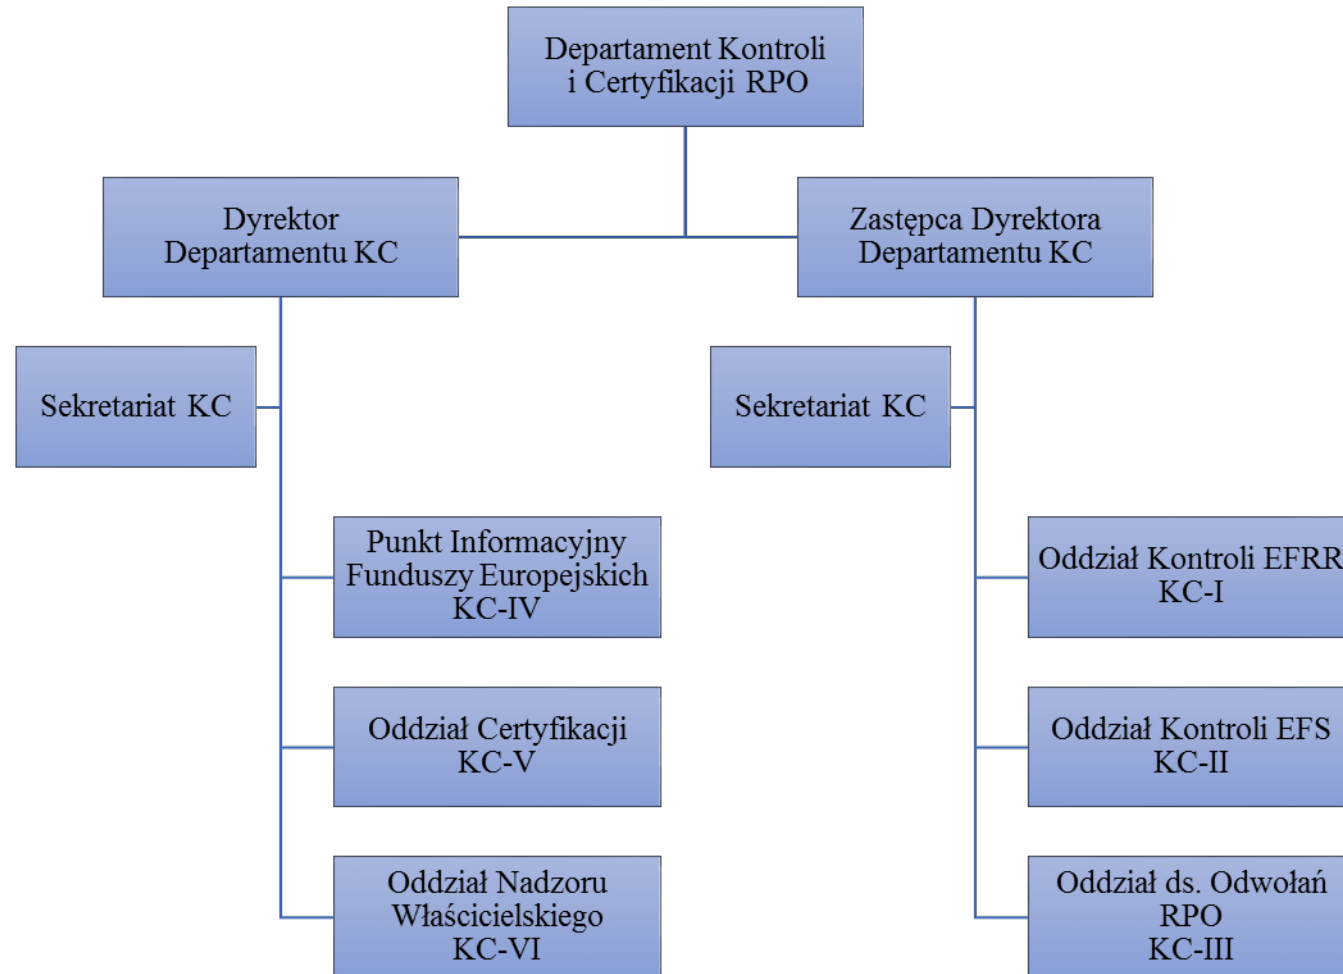 Departament Kontroli
i Certyfikacji RPO
Dyrektor
Departamentu KC
Zastępca Dyrektora
Departamentu KC
Sekretariat KC
Sekretariat KC
Punkt Informacyjny
Funduszy Europejskich
KC-IV
Oddział Kontroli EFRR
KC-I
Oddział Certyfikacji
KC-V
Oddział Kontroli EFS
KC-II
Oddział Nadzoru
Właścicielskiego
KC-VI
Oddział ds. Odwołań
RPO
KC-III